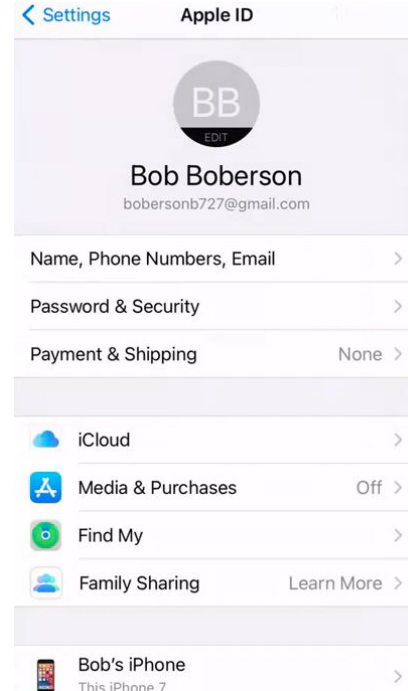 Settings
Apple ID
BB
EDIT
Bob Boberson
bobersonb727@gmail.com
Name, Phone Numbers, Email
Password & Security
Payment & Shipping None
iCloud
Media & Purchases Off
Find My
Family Sharing Learn More
Bob’s iPhone
This iPhone 7